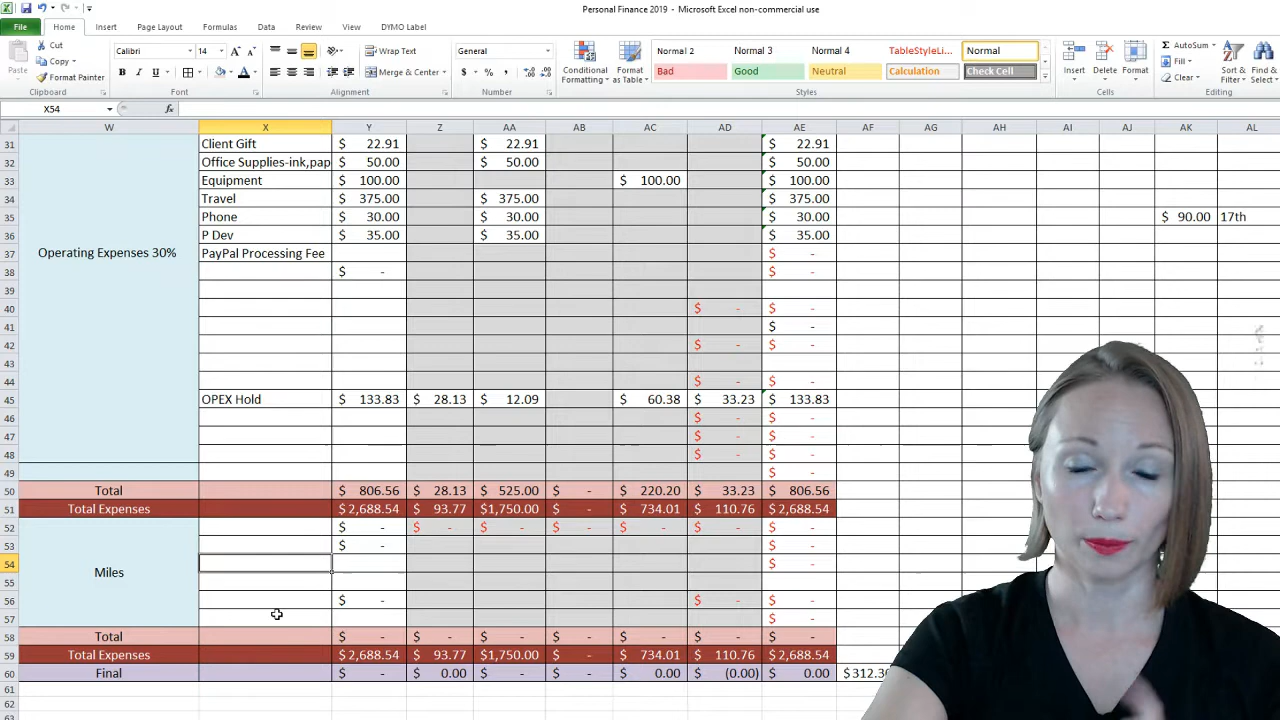 Personal Finance 2019 - Microsoft Excel non-commercial use
File Home Insert Page Layout Formulas Data Review View DYMO Label
Cut Calibri 14 Wrap Text General Normal 2 Normal 3 Normal 4 TableStyleLi... Normal AutoSum
Copy Fill
Paste Format Painter B I U Merge & Center $ % , Conditional Formatting Format as Table Bad Good Neutral Calculation Check Cell Insert Delete Format Clear Sort & Filter Find & Select
Clipboard Font Alignment Number Styles Cells Editing
X54 fx
W X Y Z AA AB AC AD AE AF AG AH AI AJ AK AL
31 Client Gift $ 22.91 $ 22.91 $ 22.91
32 Office Supplies-ink,pap $ 50.00 $ 50.00 $ 50.00
33 Equipment $ 100.00 $ 100.00 $ 100.00
34 Travel $ 375.00 $ 375.00 $ 375.00
35 Phone $ 30.00 $ 30.00 $ 30.00 $ 90.00 17th
36 P Dev $ 35.00 $ 35.00 $ 35.00
37 Operating Expenses 30% PayPal Processing Fee $ -
38 $ - $ -
39
40 $ - $ -
41 $ -
42 $ - $ -
43
44 $ - $ -
45 OPEX Hold $ 133.83 $ 28.13 $ 12.09 $ 60.38 $ 33.23 $ 133.83
46 $ - $ -
47 $ - $ -
48 $ - $ -
49 $ -
50 Total $ 806.56 $ 28.13 $ 525.00 $ - $ 220.20 $ 33.23 $ 806.56
51 Total Expenses $ 2,688.54 $ 93.77 $1,750.00 $ - $ 734.01 $ 110.76 $ 2,688.54
52 $ - $ - $ - $ - $ - $ - $ -
53 $ - $ -
54 $ -
55 Miles
56 $ - $ - $ -
57 $ -
58 Total $ - $ - $ - $ - $ - $ - $ -
59 Total Expenses $ 2,688.54 $ 93.77 $1,750.00 $ - $ 734.01 $ 110.76 $ 2,688.54
60 Final $ - $ 0.00 $ - $ - $ 0.00 $ (0.00) $ 0.00
61
62
63